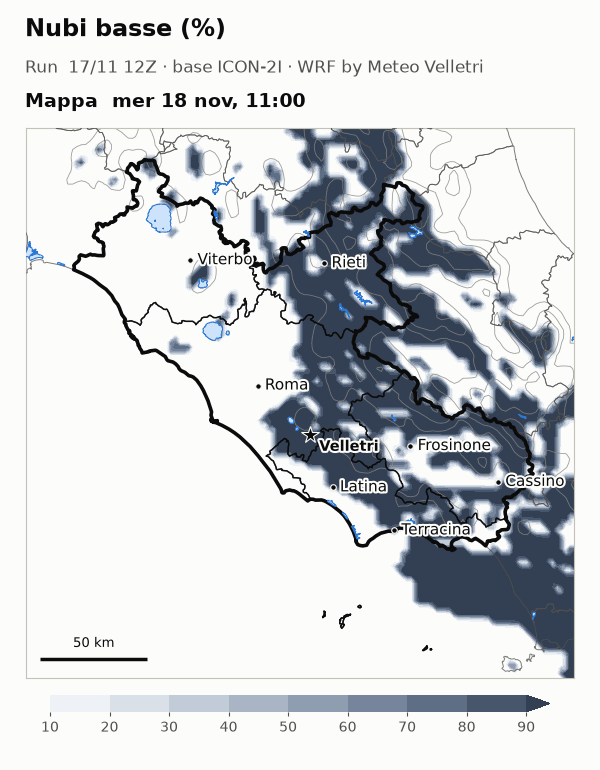 Nubi basse (%)
Run  17/11 12Z · base ICON-2I · WRF by Meteo Velletri
Mappa  mer 18 nov, 11:00
Viterbo
Rieti
Roma
Velletri
Frosinone
Latina
Cassino
Terracina
50 km
10 20 30 40 50 60 70 80 90